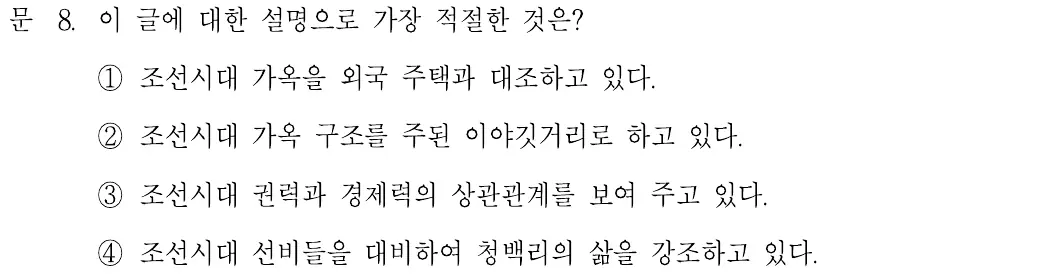 문 8. 이 글에 대한 설명으로 가장 적절한 것은?
① 조선시대 가옥을 외국 주택과 대조하고 있다.
② 조선시대 가옥 구조를 주된 이야깃거리로 하고 있다.
③ 조선시대 권력과 경제력의 상관관계를 보여 주고 있다.
④ 조선시대 선비들을 대비하여 청백리의 삶을 강조하고 있다.